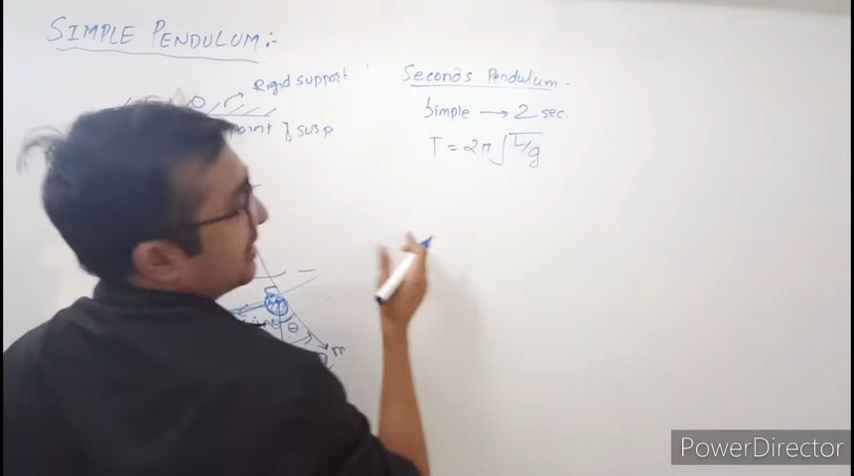 SIMPLE PENDULUM :-
Rigid support
point of susp
Seconds Pendulum.
Simple → 2 sec.
T = 2π√L/g
θ
m
PowerDirector